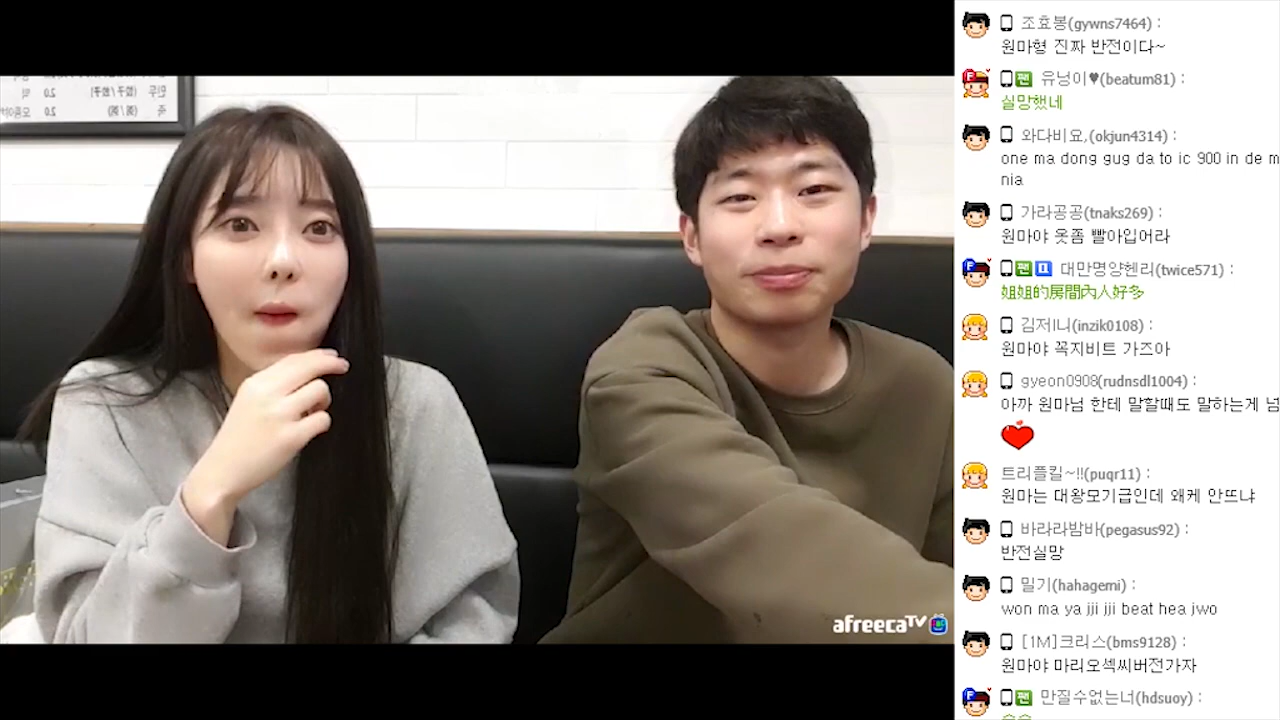 조효봉(gywns7464) :
원마형 진짜 반전이다~
팬 유닝이♥(beatum81) :
실망했네
와다비요,(okjun4314) :
one ma dong gug da to ic 900 in de m
nia
가라공공(tnaks269) :
원마야 옷좀 빨아입어라
팬 대만명양헨리(twice571) :
姐姐的房間內人好多
김저l니(inzik0108) :
원마야 꼭지비트 가즈아
gyeon0908(rudnsdl1004) :
아까 원마님 한테 말할때도 말하는게 넘
트리플킬~!!(puqr11) :
원마는 대왕모기급인데 왜케 안뜨냐
바라라밤바(pegasus92) :
반전실망
밀기(hahagemi) :
won ma ya jji jji beat hea jwo
[1M]크리스(bms9128) :
원마야 마리오섹씨버전가자
팬 만질수없는너(hdsuoy) :
afreecaTV